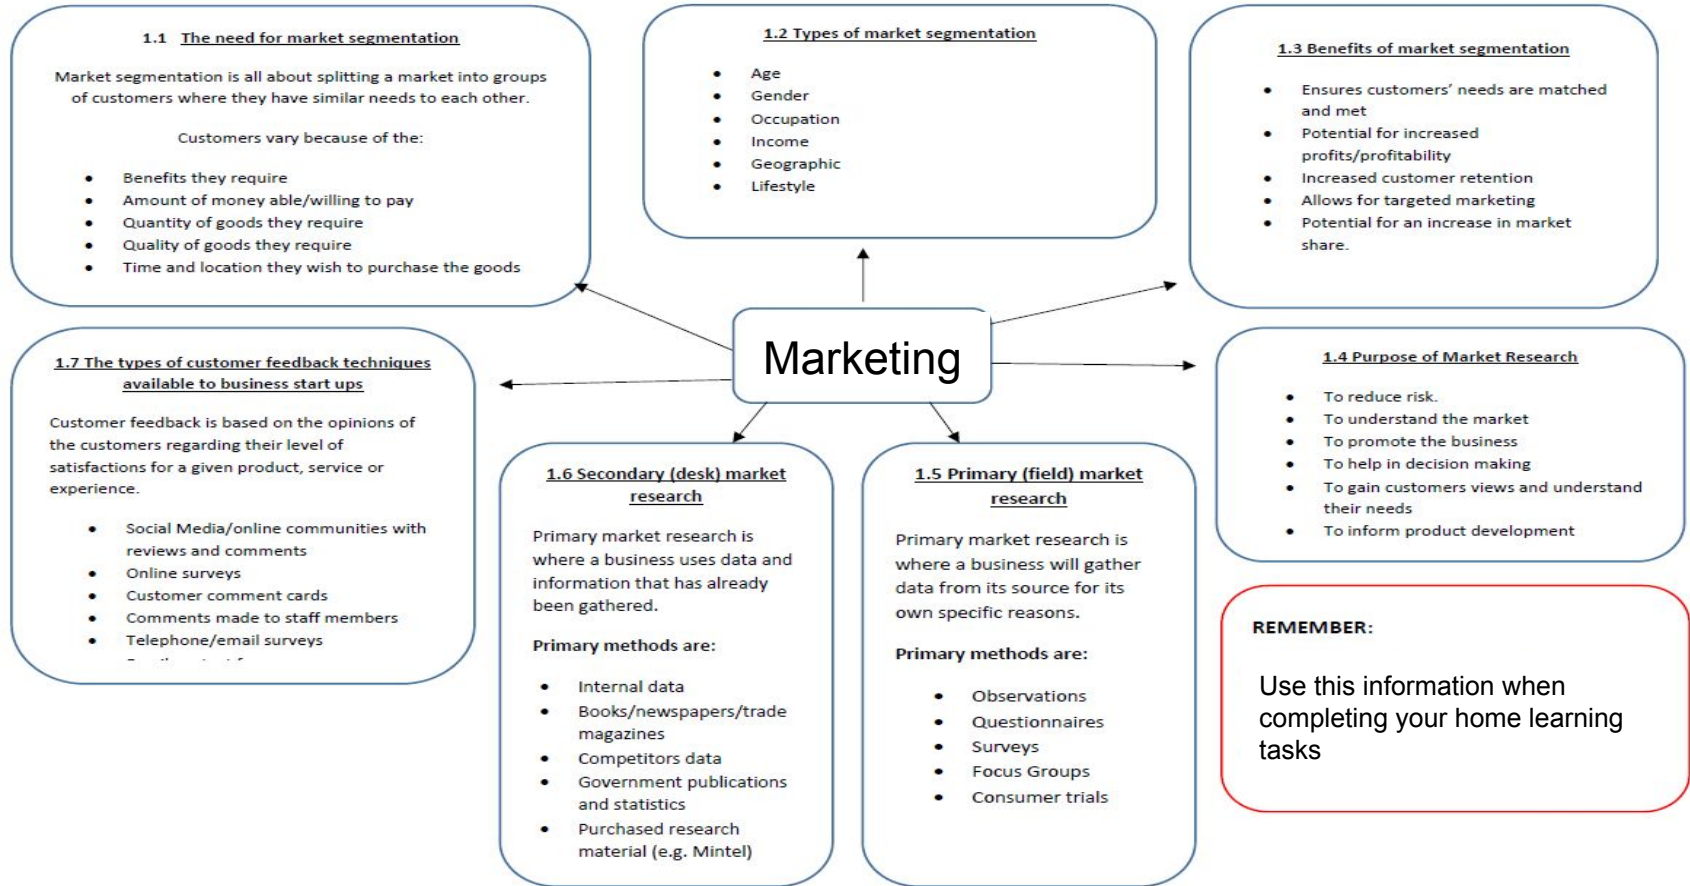 1.1 The need for market segmentation
Market segmentation is all about splitting a market into groups
of customers where they have similar needs to each other.
Customers vary because of the:
• Benefits they require
• Amount of money able/willing to pay
• Quantity of goods they require
• Quality of goods they require
• Time and location they wish to purchase the goods
1.2 Types of market segmentation
• Age
• Gender
• Occupation
• Income
• Geographic
• Lifestyle
1.3 Benefits of market segmentation
• Ensures customers’ needs are matched
and met
• Potential for increased
profits/profitability
• Increased customer retention
• Allows for targeted marketing
• Potential for an increase in market
share.
Marketing
1.4 Purpose of Market Research
• To reduce risk.
• To understand the market
• To promote the business
• To help in decision making
• To gain customers views and understand
their needs
• To inform product development
1.7 The types of customer feedback techniques
available to business start ups
Customer feedback is based on the opinions of
the customers regarding their level of
satisfactions for a given product, service or
experience.
• Social Media/online communities with
reviews and comments
• Online surveys
• Customer comment cards
• Comments made to staff members
• Telephone/email surveys
1.6 Secondary (desk) market
research
Primary market research is
where a business uses data and
information that has already
been gathered.
Primary methods are:
• Internal data
• Books/newspapers/trade
magazines
• Competitors data
• Government publications
and statistics
• Purchased research
material (e.g. Mintel)
1.5 Primary (field) market
research
Primary market research is
where a business will gather
data from its source for its
own specific reasons.
Primary methods are:
• Observations
• Questionnaires
• Surveys
• Focus Groups
• Consumer trials
REMEMBER:
Use this information when
completing your home learning
tasks